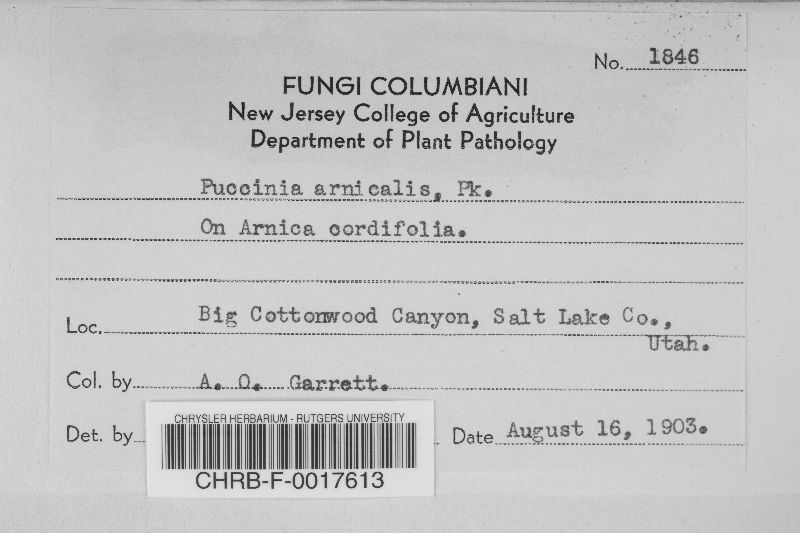 No. 1846
FUNGI COLUMBIANI
New Jersey College of Agriculture
Department of Plant Pathology
Puccinia arnicalis, Pk.
On Arnica cordifolia.
Loc. Big Cottonwood Canyon, Salt Lake Co.,
Utah.
Col. by A. O. Garrett.
Det. by
Date August 16, 1903.
CHRYSLER HERBARIUM - RUTGERS UNIVERSITY
CHRB-F-0017613